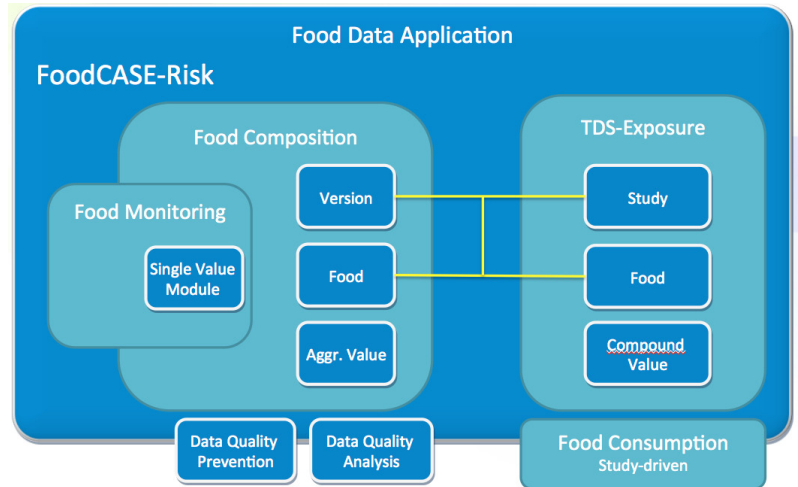 Food Data Application
FoodCASE-Risk
Food Composition
TDS-Exposure
Version
Study
Food Monitoring
Single Value
Module
Food
Food
Aggr. Value
Compound
Value
Data Quality
Prevention
Data Quality
Analysis
Food Consumption
Study-driven